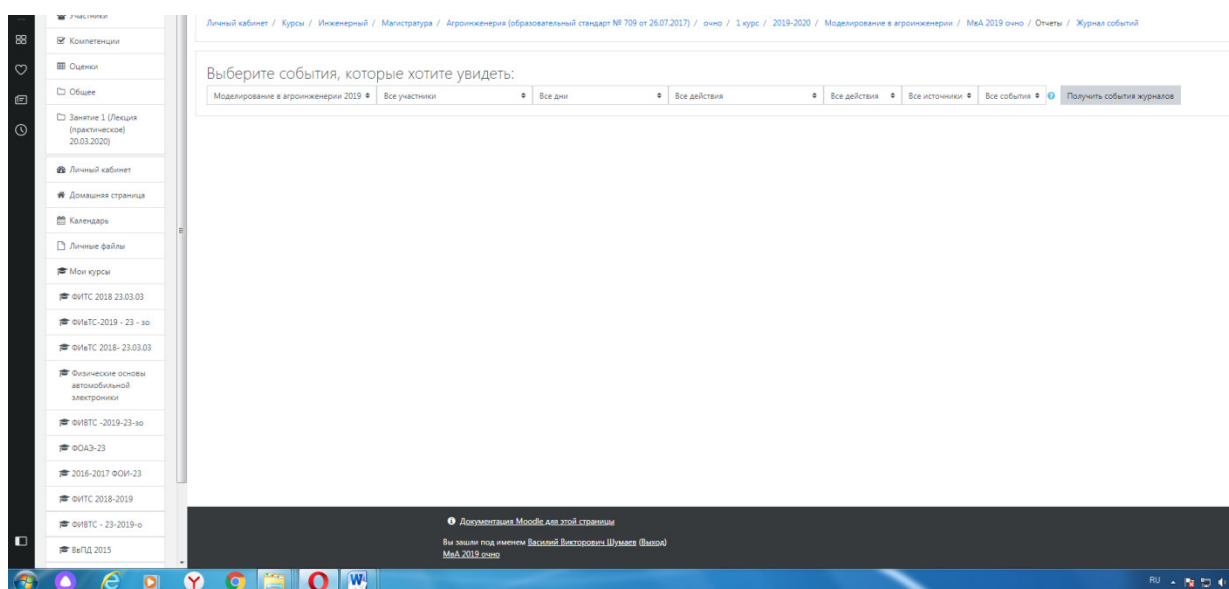 Участники
Компетенции
Оценки
Общее
Занятие 1 (Лекция
(практическое)
20.03.2020)
Личный кабинет
Домашняя страница
Календарь
Личные файлы
Мои курсы
ФИТС 2018 23.03.03
ФИвТС-2019 - 23 - зо
ФИвТС 2018- 23.03.03
Физические основы
автомобильной
электроники
ФИВТС -2019-23-зо
ФОАЭ-23
2016-2017 ФОИ-23
ФИТС 2018-2019
ФИВТС - 23-2019-о
ВвПД 2015
Личный кабинет / Курсы / Инженерный / Магистратура / Агроинженерия (образовательный стандарт № 709 от 26.07.2017) / очно / 1 курс / 2019-2020 / Моделирование в агроинженерии / МвА 2019 очно / Отчеты / Журнал событий
Выберите события, которые хотите увидеть:
Моделирование в агроинженерии 2019 Все участники Все дни Все действия Все действия Все источники Все события Получить события журналов
Документация Moodle для этой страницы
Вы зашли под именем Василий Викторович Шумаев (Выход)
МвА 2019 очно
RU